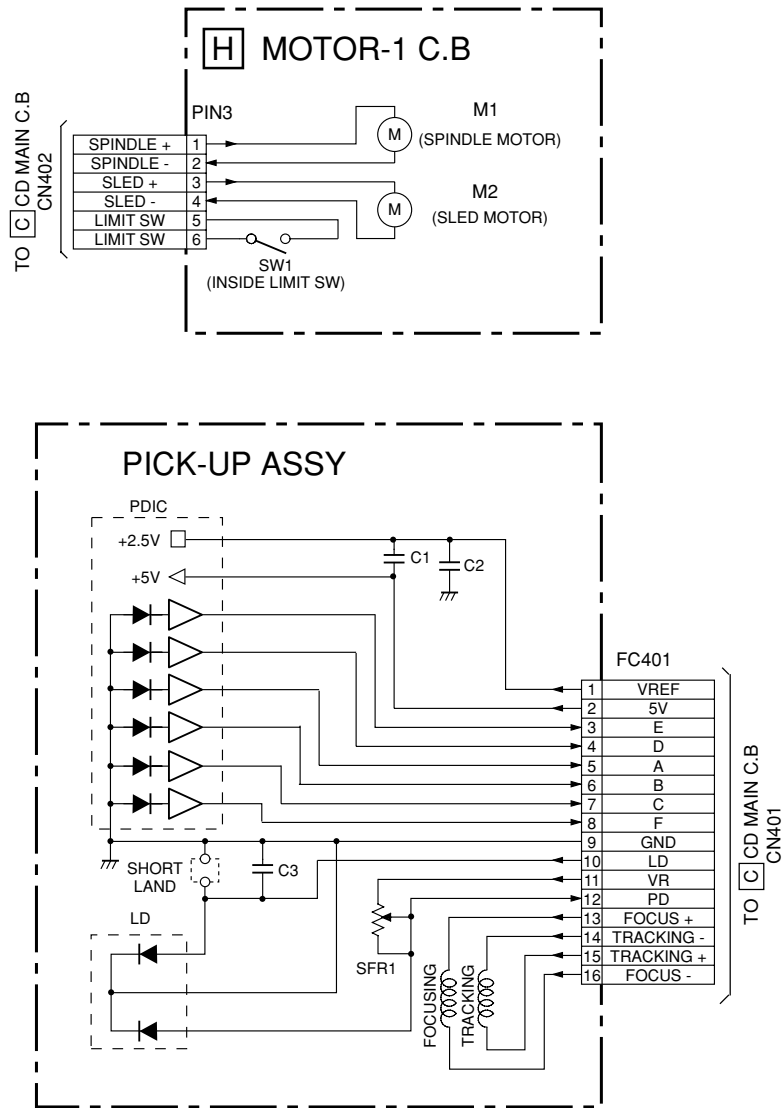 H MOTOR-1 C.B
PIN3
TO C CD MAIN C.B
CN402
SPINDLE + 1
SPINDLE - 2
SLED + 3
SLED - 4
LIMIT SW 5
LIMIT SW 6
M
M1
(SPINDLE MOTOR)
M
M2
(SLED MOTOR)
SW1
(INSIDE LIMIT SW)
PICK-UP ASSY
PDIC
+2.5V
+5V
C1
C2
FC401
1 VREF
2 5V
3 E
4 D
5 A
6 B
7 C
8 F
9 GND
10 LD
11 VR
12 PD
13 FOCUS +
14 TRACKING -
15 TRACKING +
16 FOCUS -
TO C CD MAIN C.B
CN401
SHORT
LAND
C3
LD
SFR1
FOCUSING
TRACKING